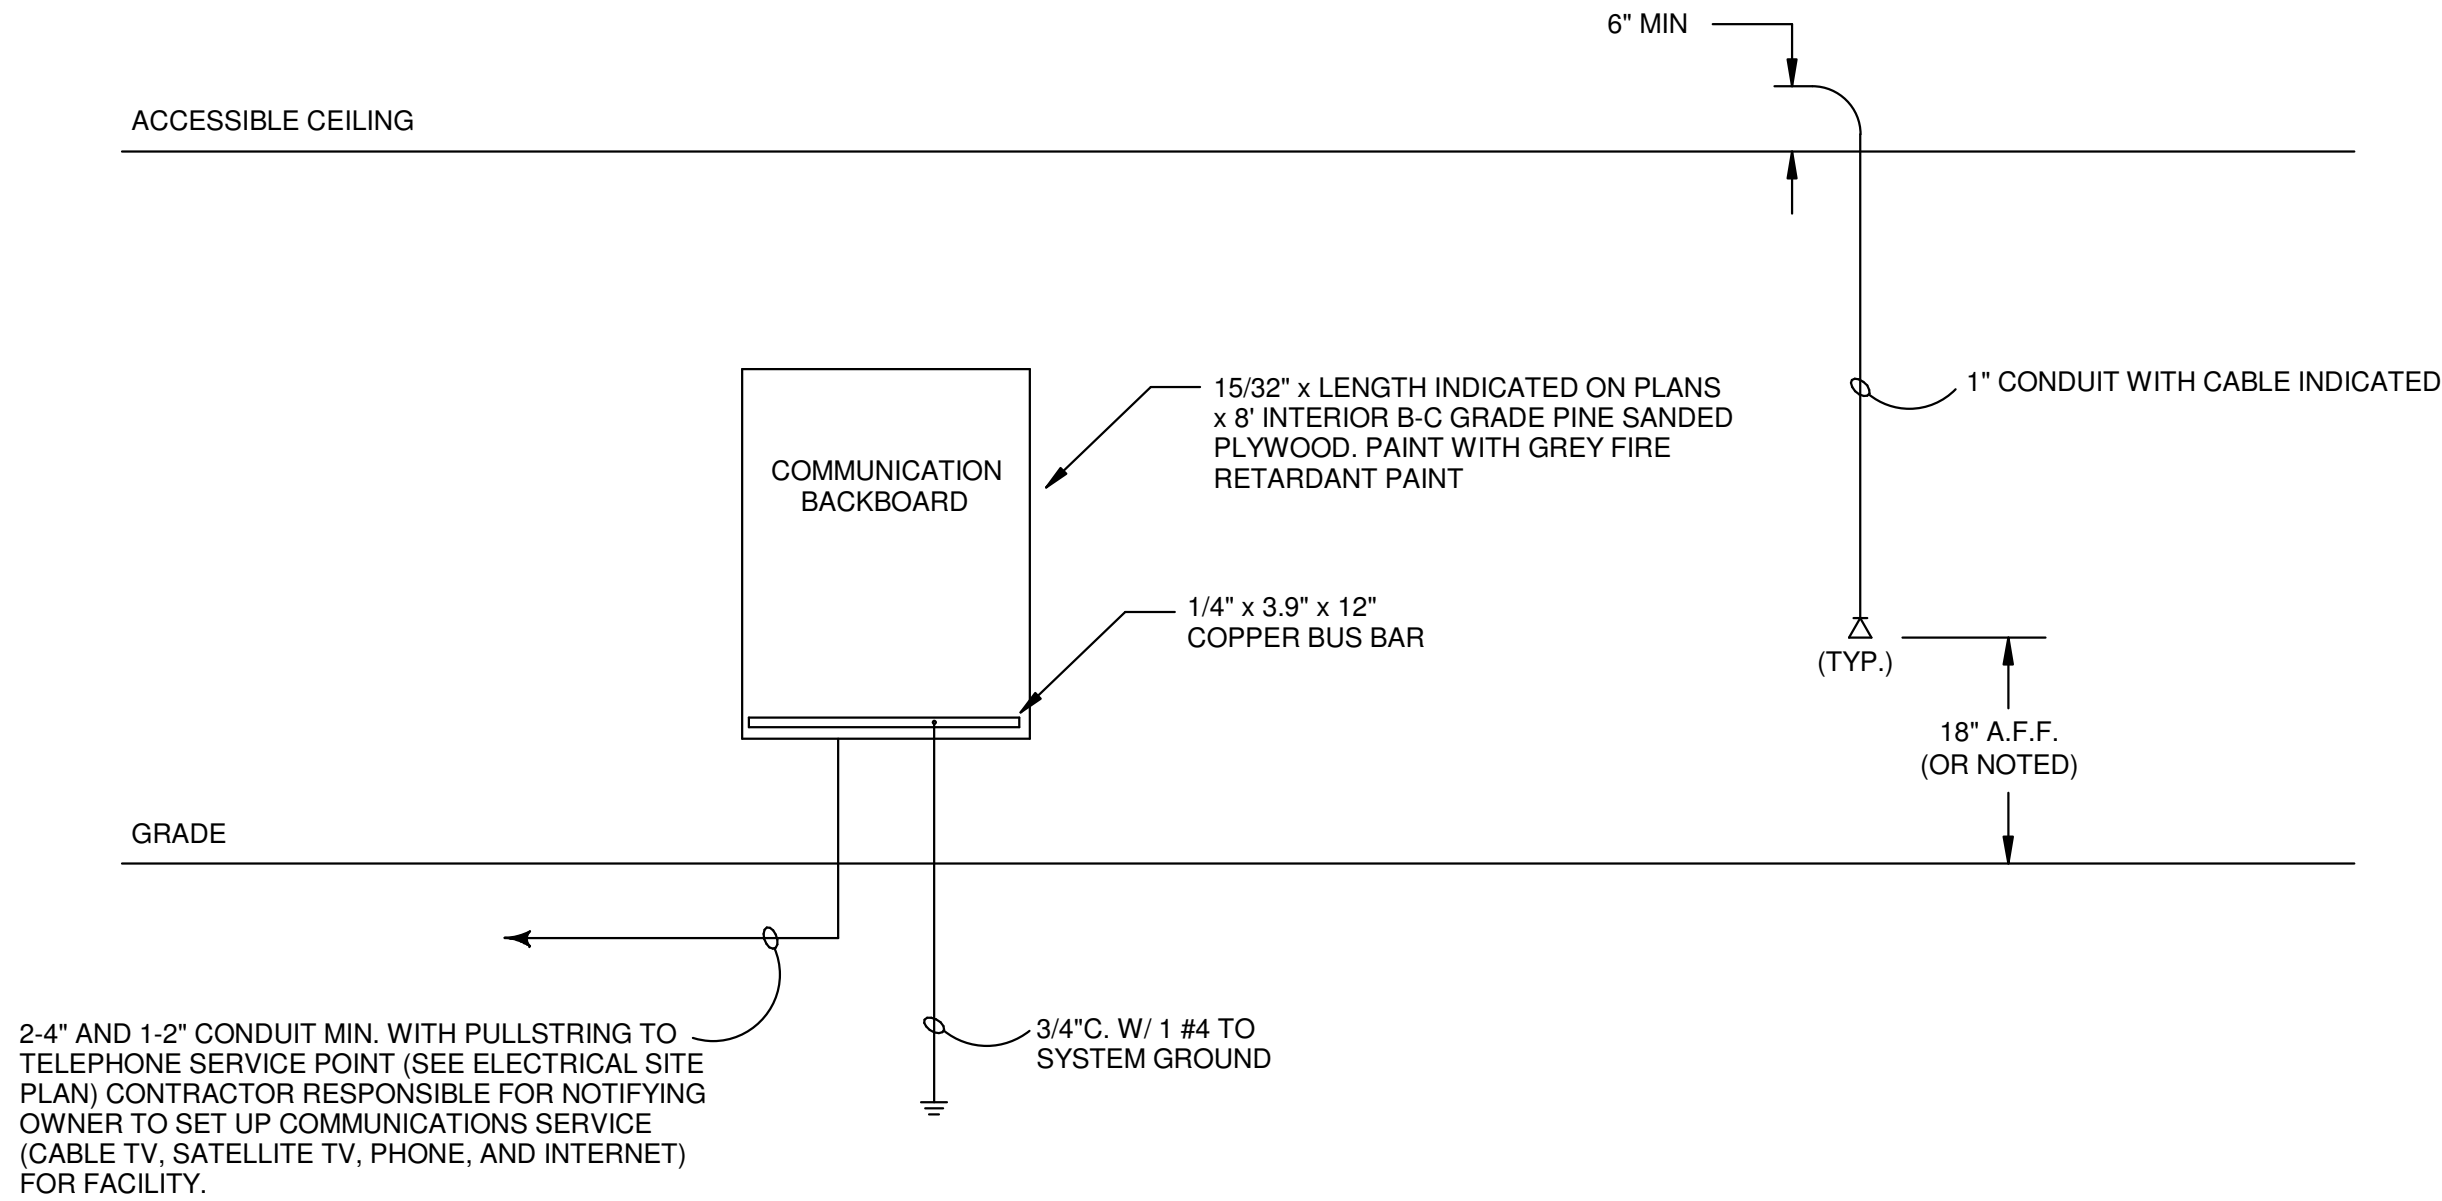 6" MIN
ACCESSIBLE CEILING
15/32" x LENGTH INDICATED ON PLANS
x 8' INTERIOR B-C GRADE PINE SANDED
PLYWOOD. PAINT WITH GREY FIRE
RETARDANT PAINT
1" CONDUIT WITH CABLE INDICATED
COMMUNICATION
BACKBOARD
1/4" x 3.9" x 12"
COPPER BUS BAR
(TYP.)
18" A.F.F.
(OR NOTED)
GRADE
2-4" AND 1-2" CONDUIT MIN. WITH PULLSTRING TO
TELEPHONE SERVICE POINT (SEE ELECTRICAL SITE
PLAN) CONTRACTOR RESPONSIBLE FOR NOTIFYING
OWNER TO SET UP COMMUNICATIONS SERVICE
(CABLE TV, SATELLITE TV, PHONE, AND INTERNET)
FOR FACILITY.
3/4"C. W/ 1 #4 TO
SYSTEM GROUND